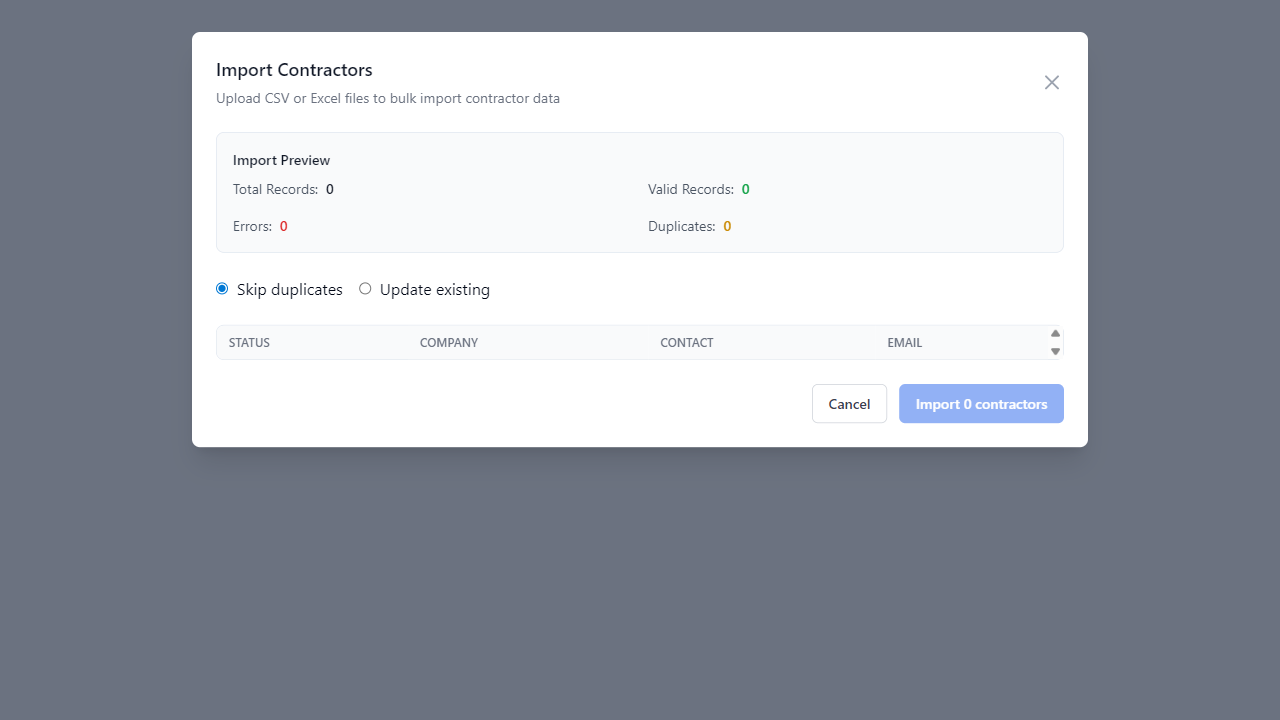 Import Contractors
Upload CSV or Excel files to bulk import contractor data
Import Preview
Total Records: 0
Valid Records: 0
Errors: 0
Duplicates: 0
Skip duplicates
Update existing
STATUS COMPANY CONTACT EMAIL
Cancel
Import 0 contractors